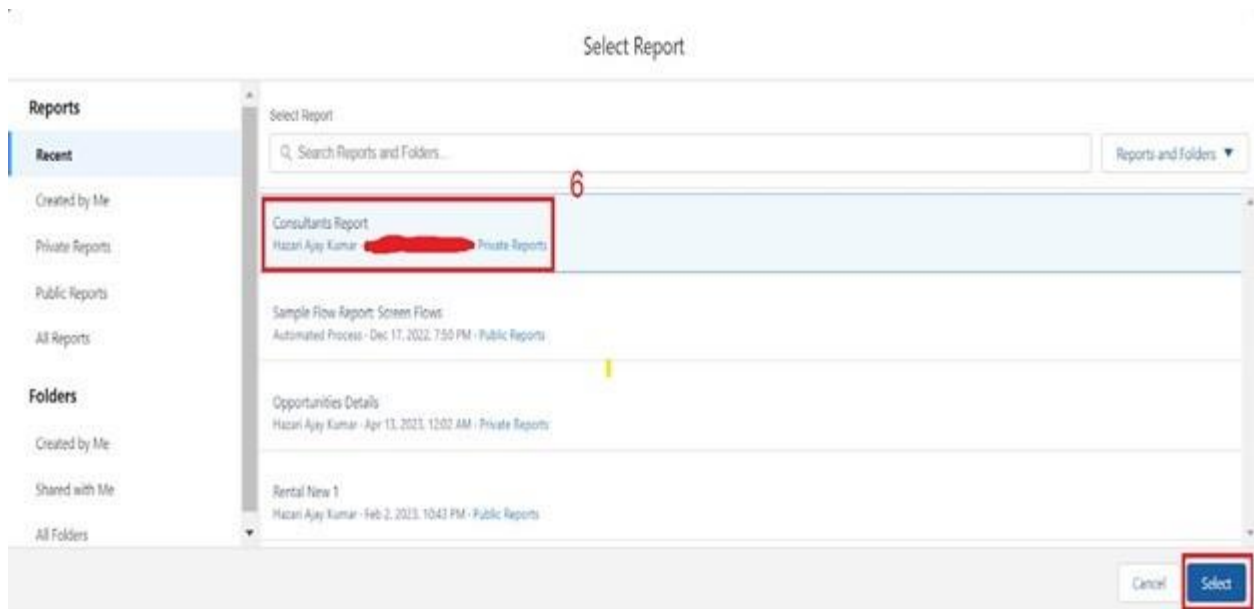 Select Report
Reports
Recent
Created by Me
Private Reports
Public Reports
All Reports
Folders
Created by Me
Shared with Me
All Folders
Select Report
Search Reports and Folders...
Reports and Folders
6
Consultants Report
Hazari Ajay Kumar - Private Reports
Sample Flow Report: Screen Flows
Automated Process - Dec 17, 2022, 7:50 PM - Public Reports
Opportunities Details
Hazari Ajay Kumar - Apr 13, 2023, 12:02 AM - Private Reports
Rental New 1
Hazari Ajay Kumar - Feb 2, 2023, 10:43 PM - Public Reports
Cancel
Select